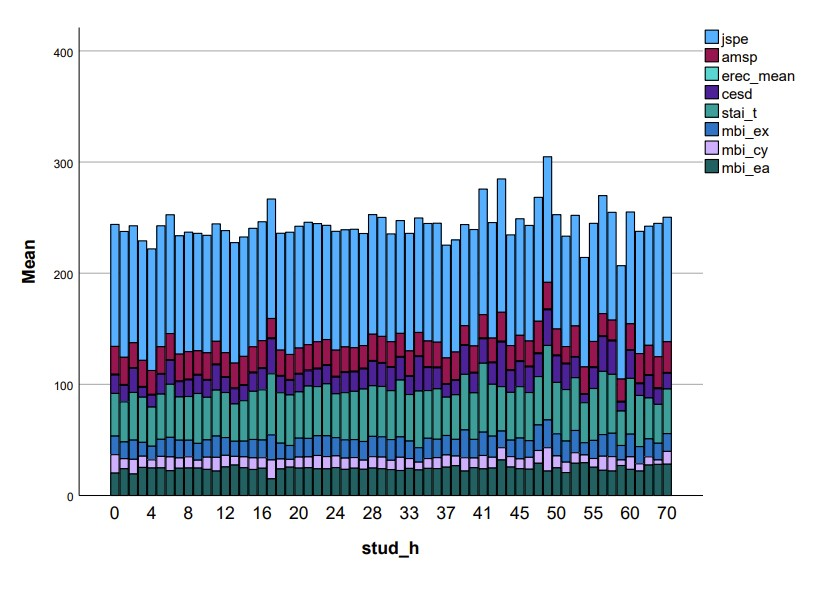 400
300
200
100
0
Mean
0 4 8 12 16 20 24 28 33 37 41 45 50 55 60 70
stud_h
jspe
amsp
erec_mean
cesd
stai_t
mbi_ex
mbi_cy
mbi_ea